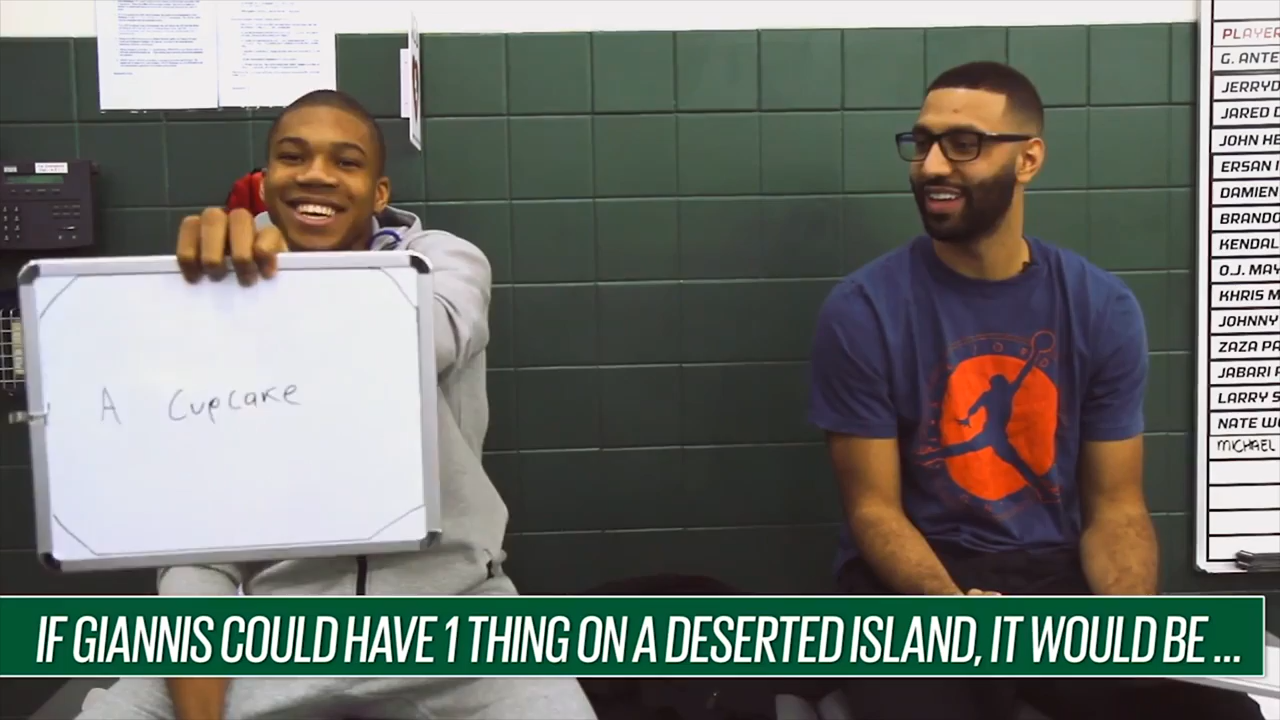 PLAYER
G. ANTE
JERRYD
JARED D
JOHN HE
ERSAN I
DAMIEN
BRANDO
KENDAL
O.J. MAY
KHRIS M
JOHNNY
ZAZA PA
JABARI P
LARRY S
NATE WO
MICHAEL
A Cupcake
IF GIANNIS COULD HAVE 1 THING ON A DESERTED ISLAND, IT WOULD BE ...